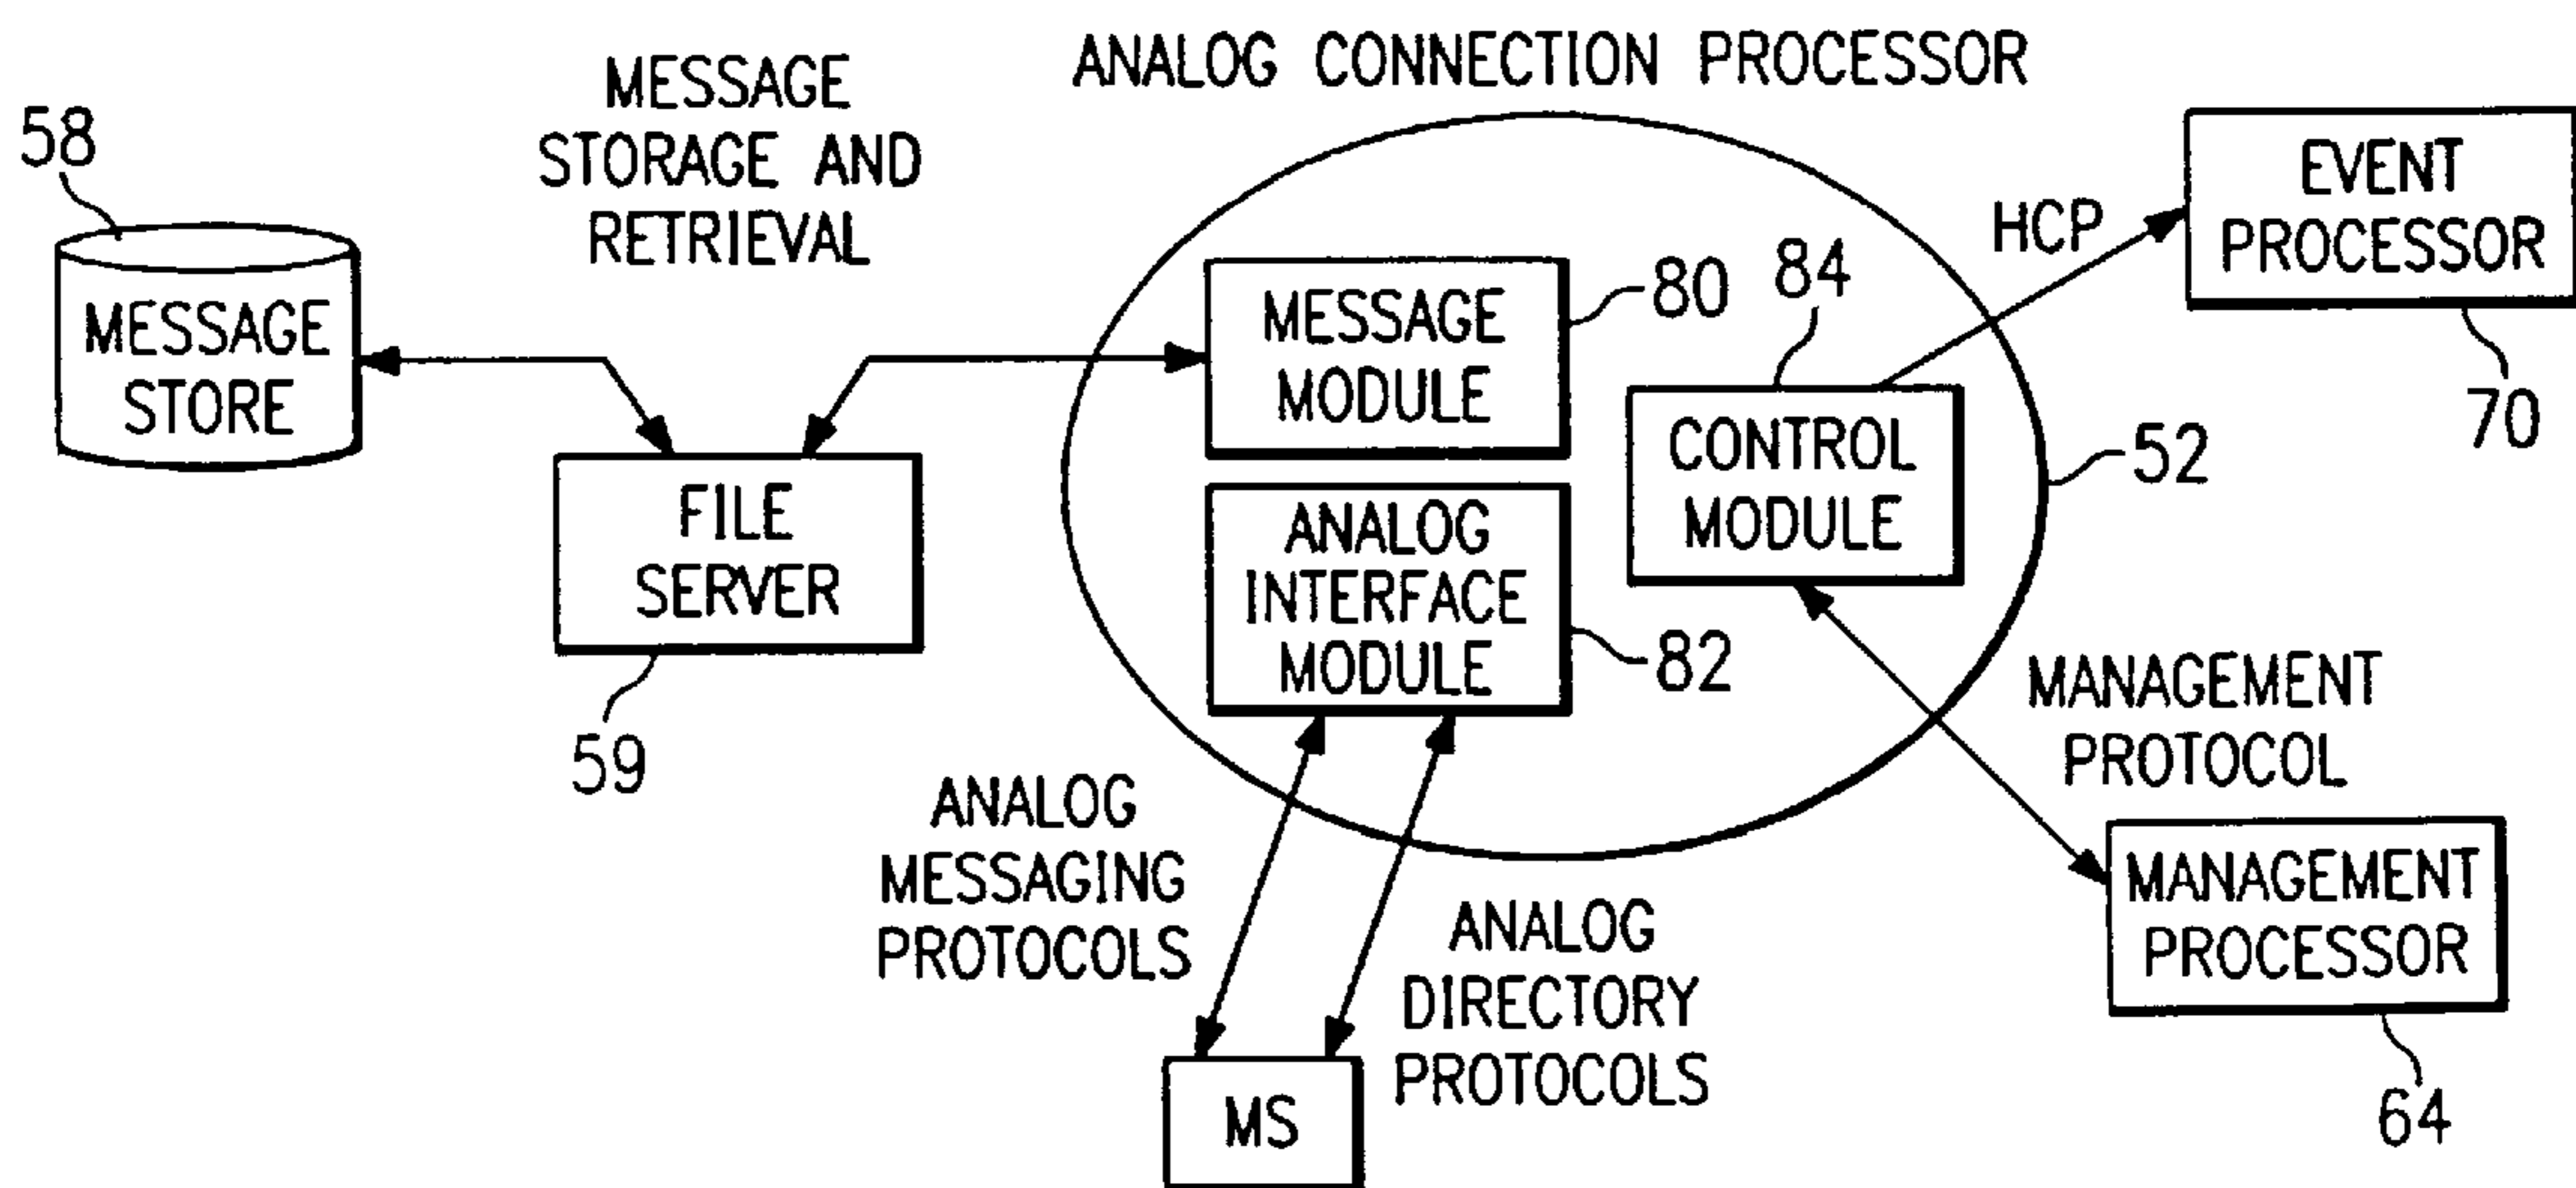 ANALOG CONNECTION PROCESSOR
58
MESSAGE
STORAGE AND
RETRIEVAL
MESSAGE
STORE
FILE
SERVER
59
MESSAGE
MODULE
80
ANALOG
INTERFACE
MODULE
82
84
CONTROL
MODULE
52
HCP
EVENT
PROCESSOR
70
MANAGEMENT
PROTOCOL
MANAGEMENT
PROCESSOR
64
ANALOG
MESSAGING
PROTOCOLS
ANALOG
DIRECTORY
PROTOCOLS
MS